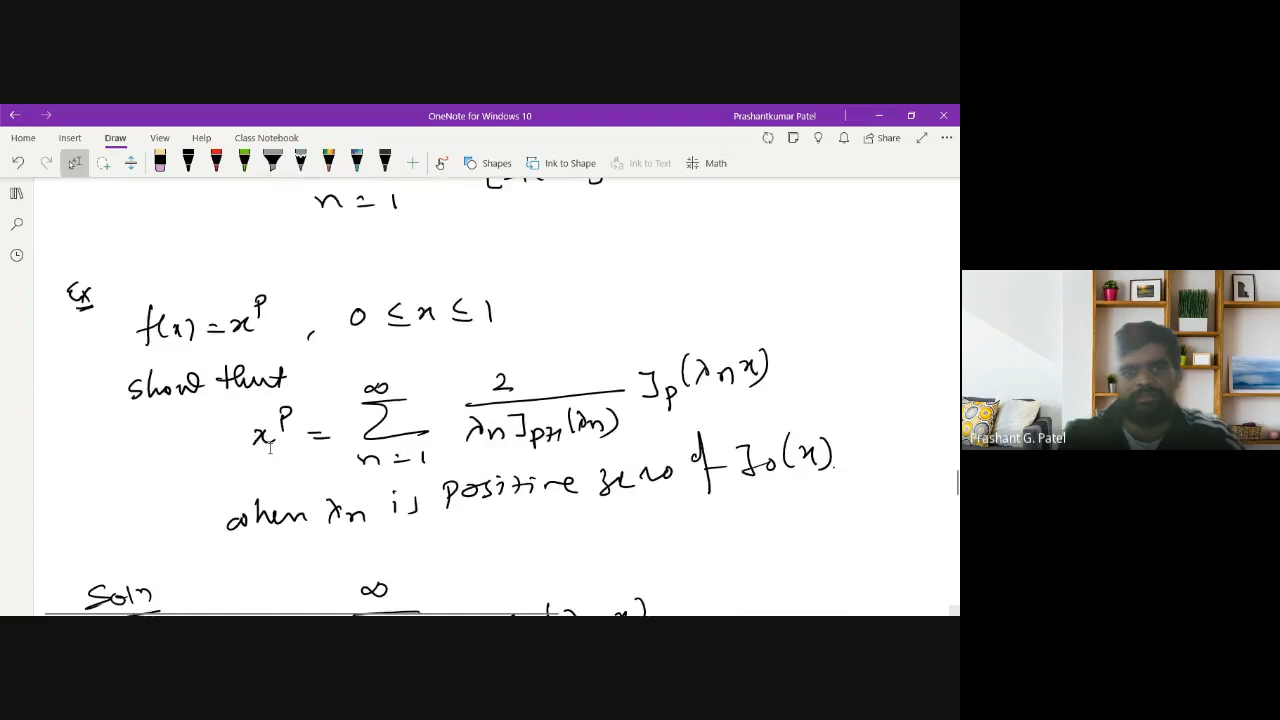 OneNote for Windows 10
Prashantkumar Patel
Home Insert Draw View Help Class Notebook
Share
Shapes Ink to Shape Ink to Text Math
n = 1
Ex
f(x) = x^p , 0 ≤ x ≤ 1
show that
x^p = ∑_{n=1}^{∞} 2 / (λn J_{p+1}(λn)) J_p(λn x)
when λn is positive zero of J_0(x).
Soln ∞
Prashant G. Patel